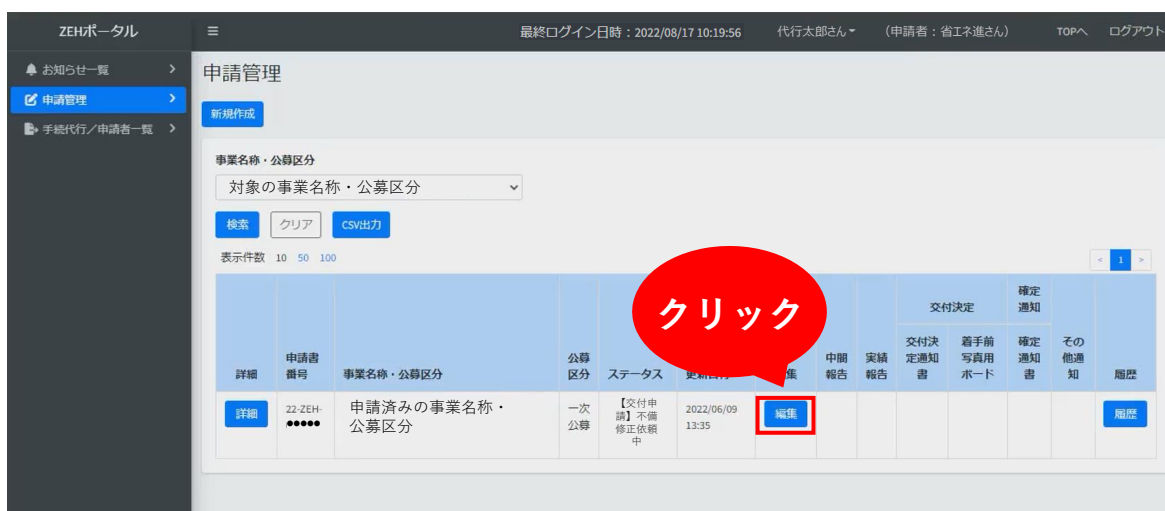 ZEHポータル
最終ログイン日時：2022/08/17 10:19:56
代行太郎さん
（申請者：省エネ進さん）
TOPへ
ログアウト
お知らせ一覧
申請管理
手続代行／申請者一覧
申請管理
新規作成
事業名称・公募区分
対象の事業名称・公募区分
検索 クリア CSV出力
表示件数 10 50 100
< 1 >
クリック
詳細
申請書
番号
事業名称・公募区分
公募
区分
ステータス
集
中間
報告
実績
報告
交付決定
交付決
定通知
書
着手前
写真用
ボード
確定
通知
確定
通知
書
その
他通
知
履歴
詳細
22-ZEH-
●●●●●
申請済みの事業名称・
公募区分
一次
公募
【交付申
請】不備
修正依頼
中
2022/06/09
13:35
編集
履歴